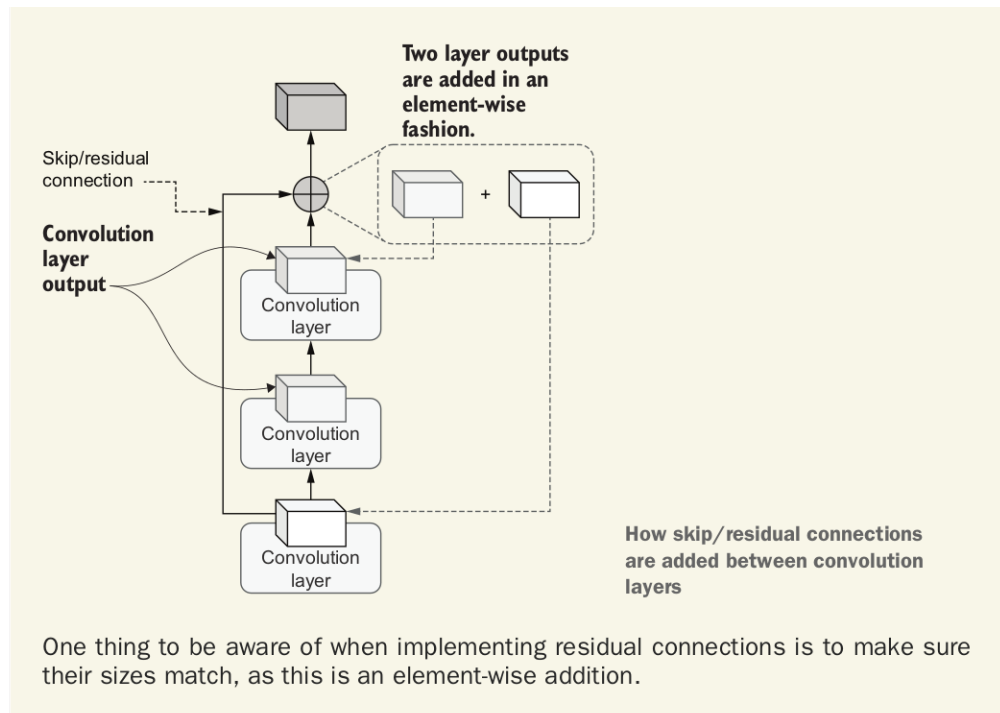 Two layer outputs
are added in an
element-wise
fashion.
Skip/residual
connection
+
Convolution
layer
output
Convolution
layer
Convolution
layer
Convolution
layer
How skip/residual connections
are added between convolution
layers
One thing to be aware of when implementing residual connections is to make sure
their sizes match, as this is an element-wise addition.